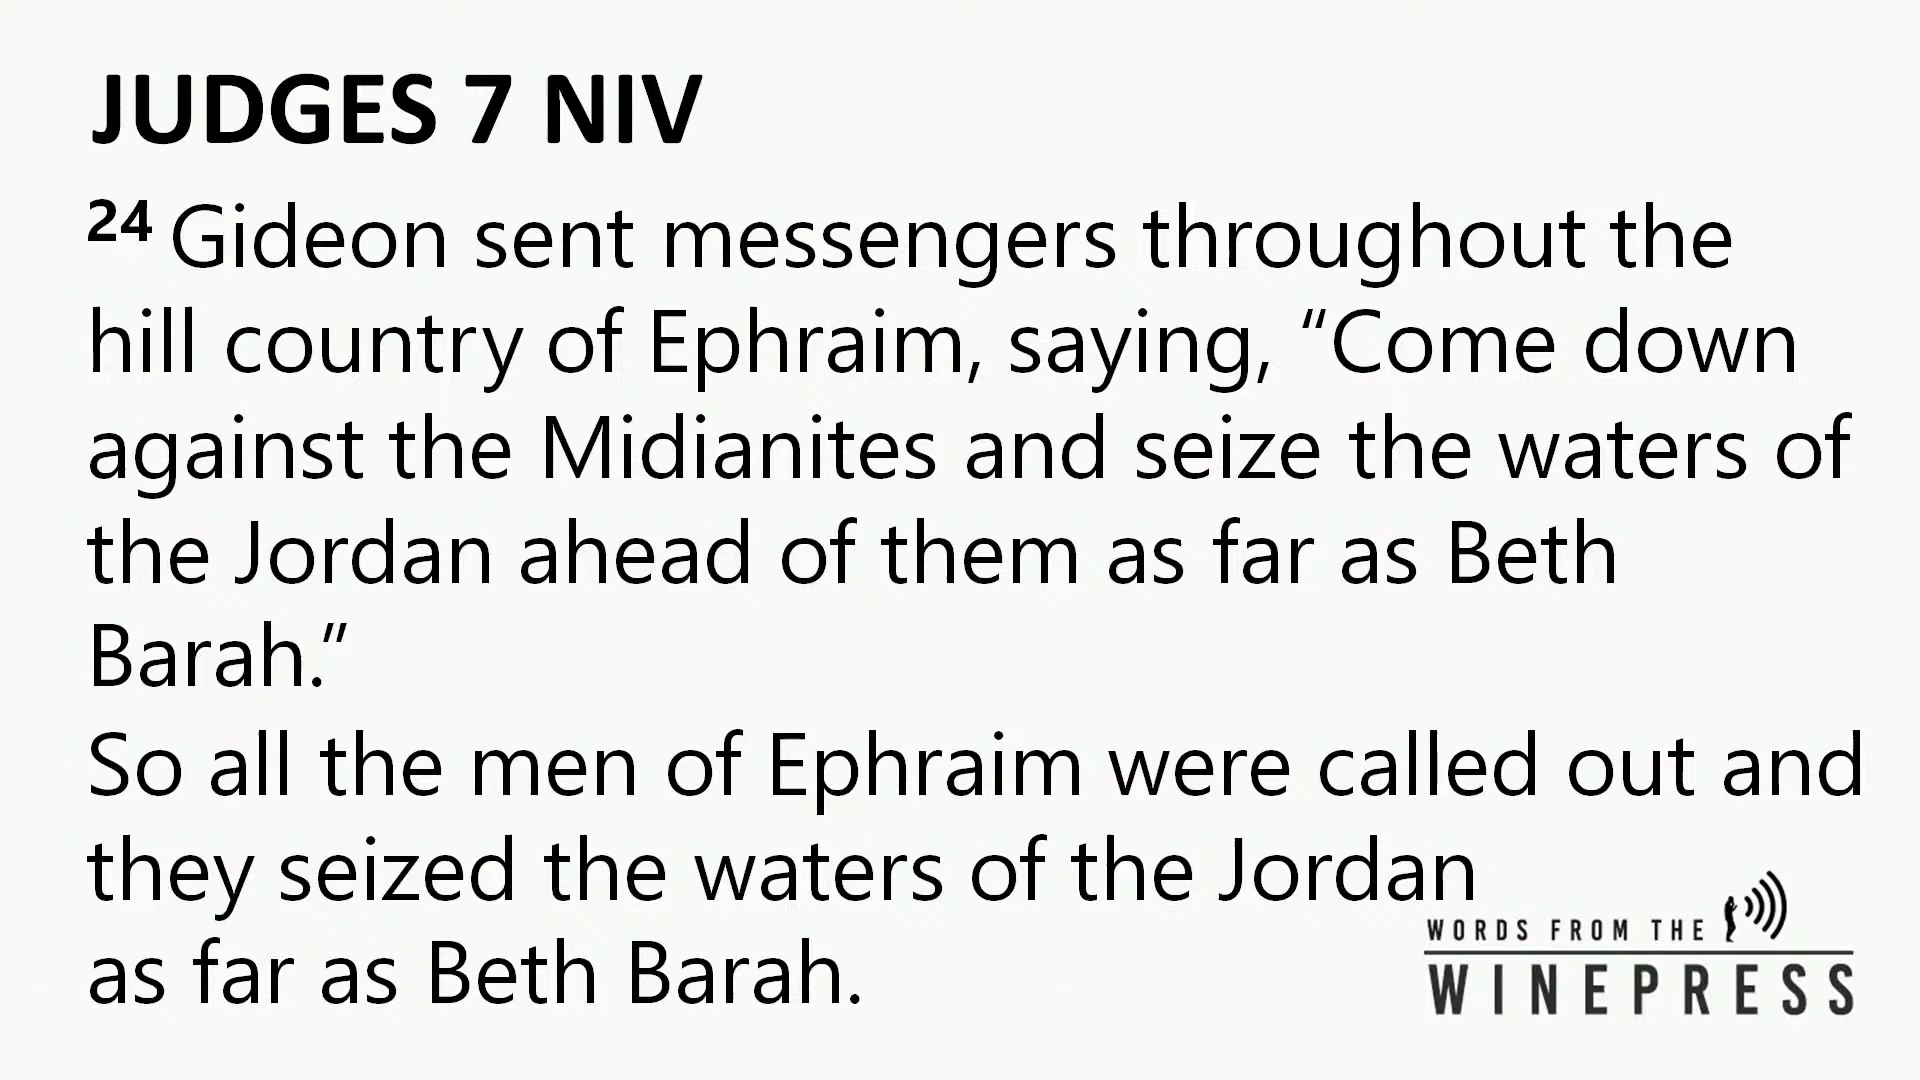 JUDGES 7 NIV
24 Gideon sent messengers throughout the
hill country of Ephraim, saying, “Come down
against the Midianites and seize the waters of
the Jordan ahead of them as far as Beth
Barah.”
So all the men of Ephraim were called out and
they seized the waters of the Jordan
as far as Beth Barah.
WORDS FROM THE
WINEPRESS